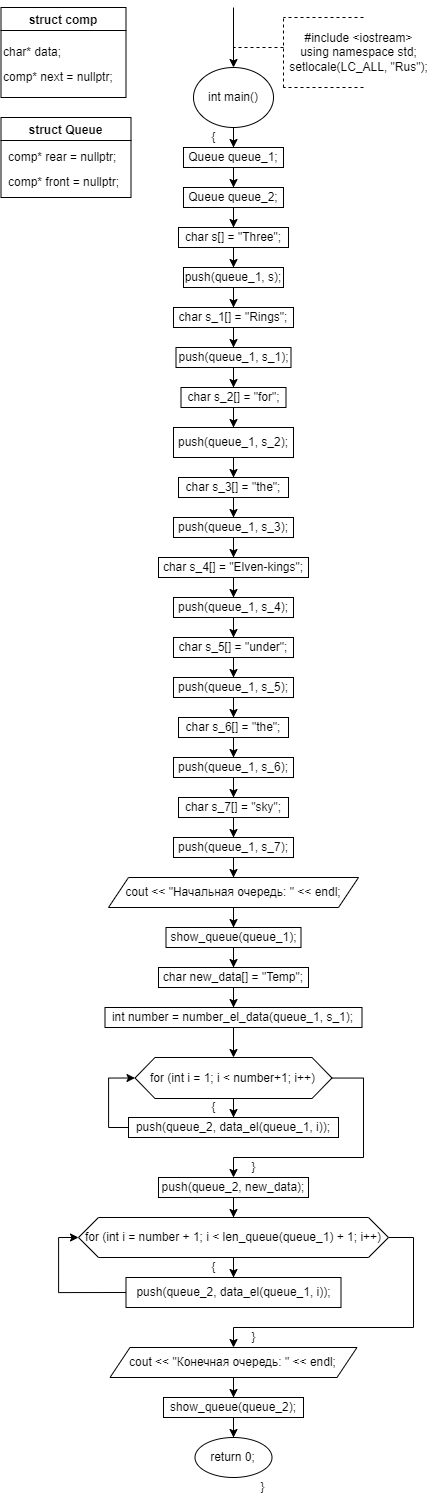 struct comp
char* data;
comp* next = nullptr;
struct Queue
comp* rear = nullptr;
comp* front = nullptr;
#include <iostream>
using namespace std;
setlocale(LC_ALL, "Rus");
int main()
{
Queue queue_1;
Queue queue_2;
char s[] = "Three";
push(queue_1, s);
char s_1[] = "Rings";
push(queue_1, s_1);
char s_2[] = "for";
push(queue_1, s_2);
char s_3[] = "the";
push(queue_1, s_3);
char s_4[] = "Elven-kings";
push(queue_1, s_4);
char s_5[] = "under";
push(queue_1, s_5);
char s_6[] = "the";
push(queue_1, s_6);
char s_7[] = "sky";
push(queue_1, s_7);
cout << "Начальная очередь: " << endl;
show_queue(queue_1);
char new_data[] = "Temp";
int number = number_el_data(queue_1, s_1);
for (int i = 1; i < number+1; i++)
{
push(queue_2, data_el(queue_1, i));
}
push(queue_2, new_data);
for (int i = number + 1; i < len_queue(queue_1) + 1; i++)
{
push(queue_2, data_el(queue_1, i));
}
cout << "Конечная очередь: " << endl;
show_queue(queue_2);
return 0;
}